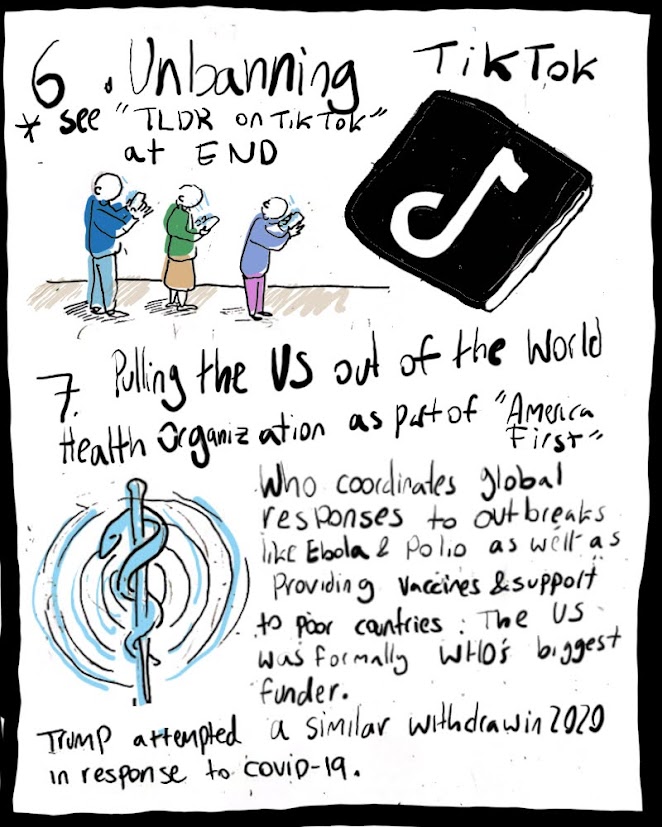 6. Unbanning TikTok
* see "TLDR on TikTok"
at END
7. Pulling the US out of the World
Health Organization as part of "America
First"
Who coordinates global
responses to outbreaks
like Ebola & Polio as well as
Providing vaccines & support
to poor countries. The US
was formally WHO's biggest
funder.
Trump attempted a similar withdraw in 2020
in response to covid-19.